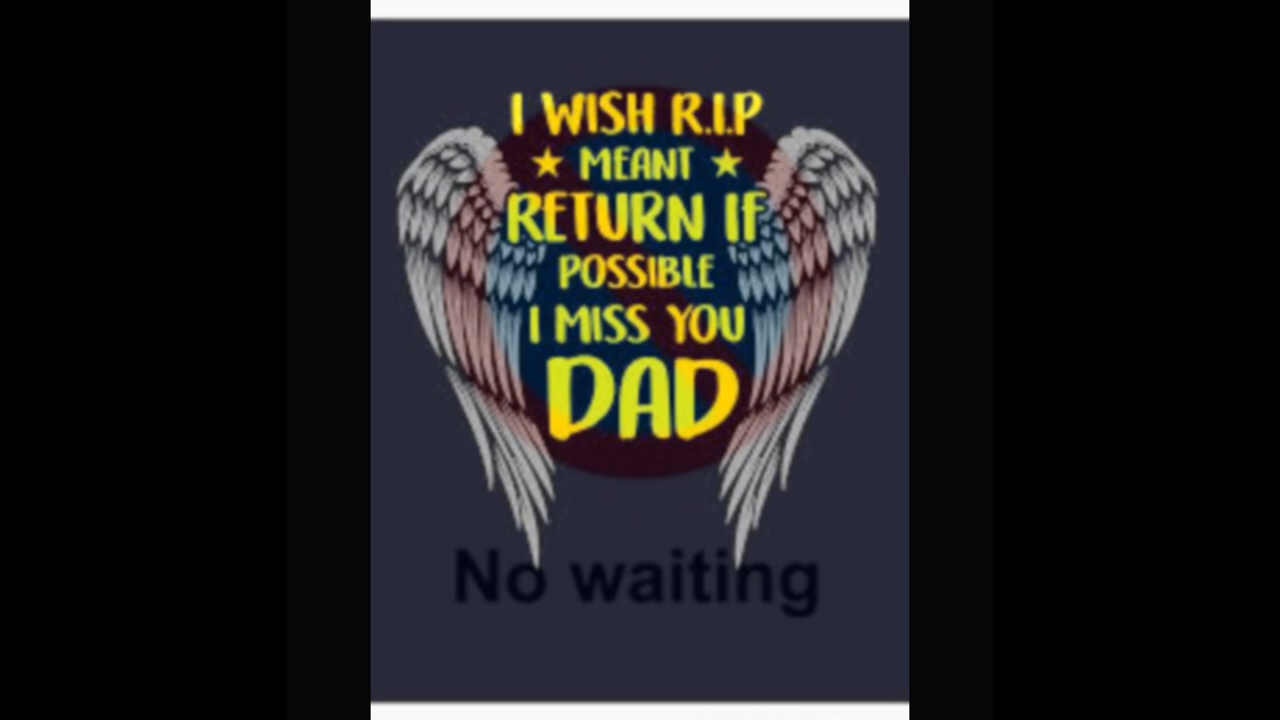 I WISH R.I.P
MEANT
RETURN IF
POSSIBLE
I MISS YOU
DAD
No waiting